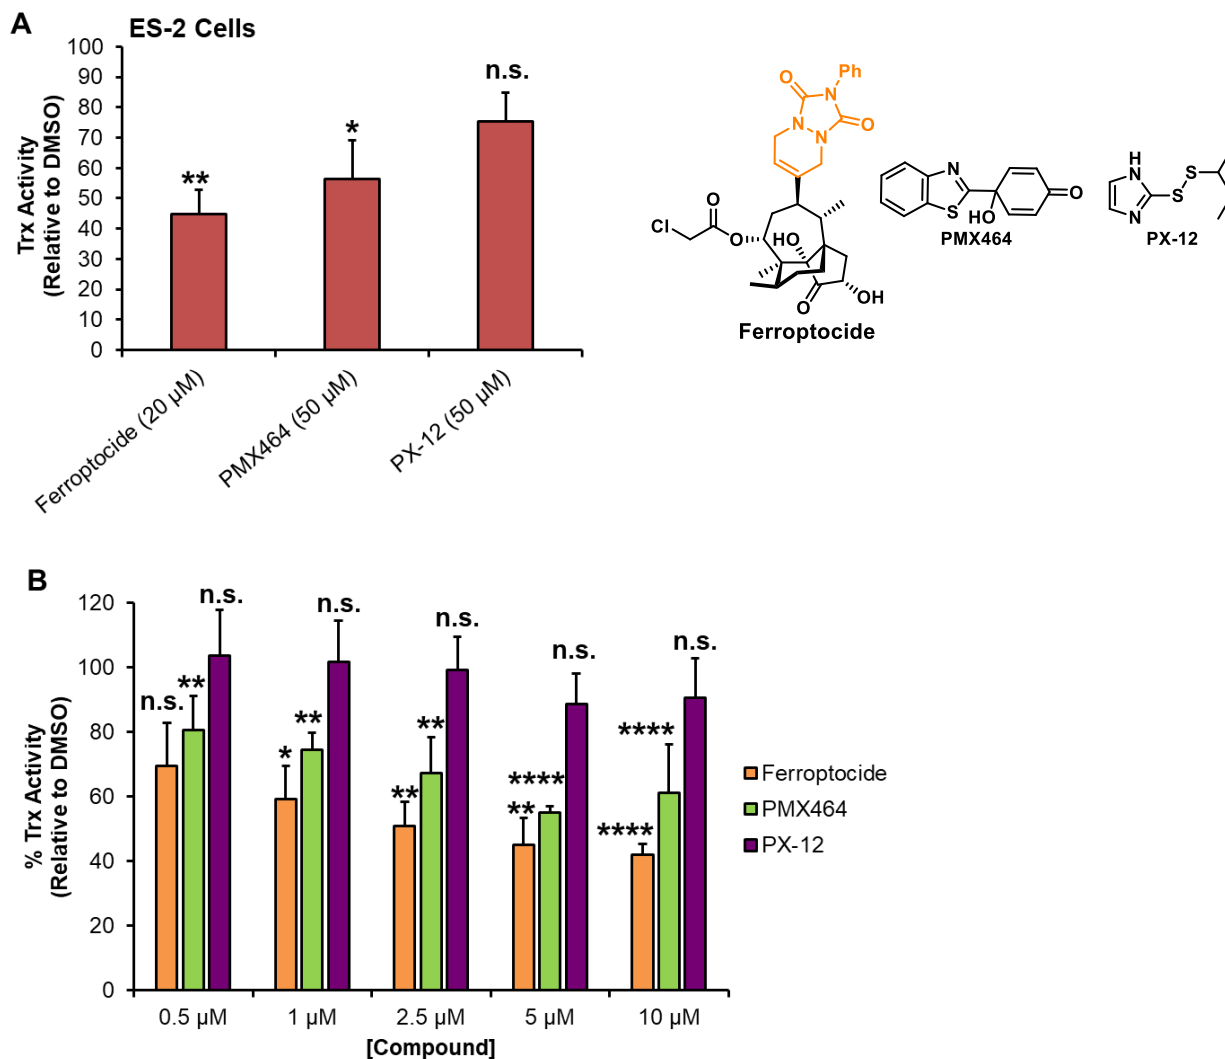 A
ES-2 Cells
Trx Activity
(Relative to DMSO)
100
90
80
70
60
50
40
30
20
10
0
**
*
n.s.
Ferroptocide (20 µM)
PMX464 (50 µM)
PX-12 (50 µM)
O
N
Ph
N
N
O
Cl
O
O
HO
O
OH
Ferroptocide
N
S
HO
O
PMX464
H
N
N
S
S
PX-12
B
% Trx Activity
(Relative to DMSO)
120
100
80
60
40
20
0
n.s.
**
n.s.
*
**
n.s.
**
**
n.s.
**
****
n.s.
****
****
n.s.
0.5 µM
1 µM
2.5 µM
5 µM
10 µM
[Compound]
Ferroptocide
PMX464
PX-12